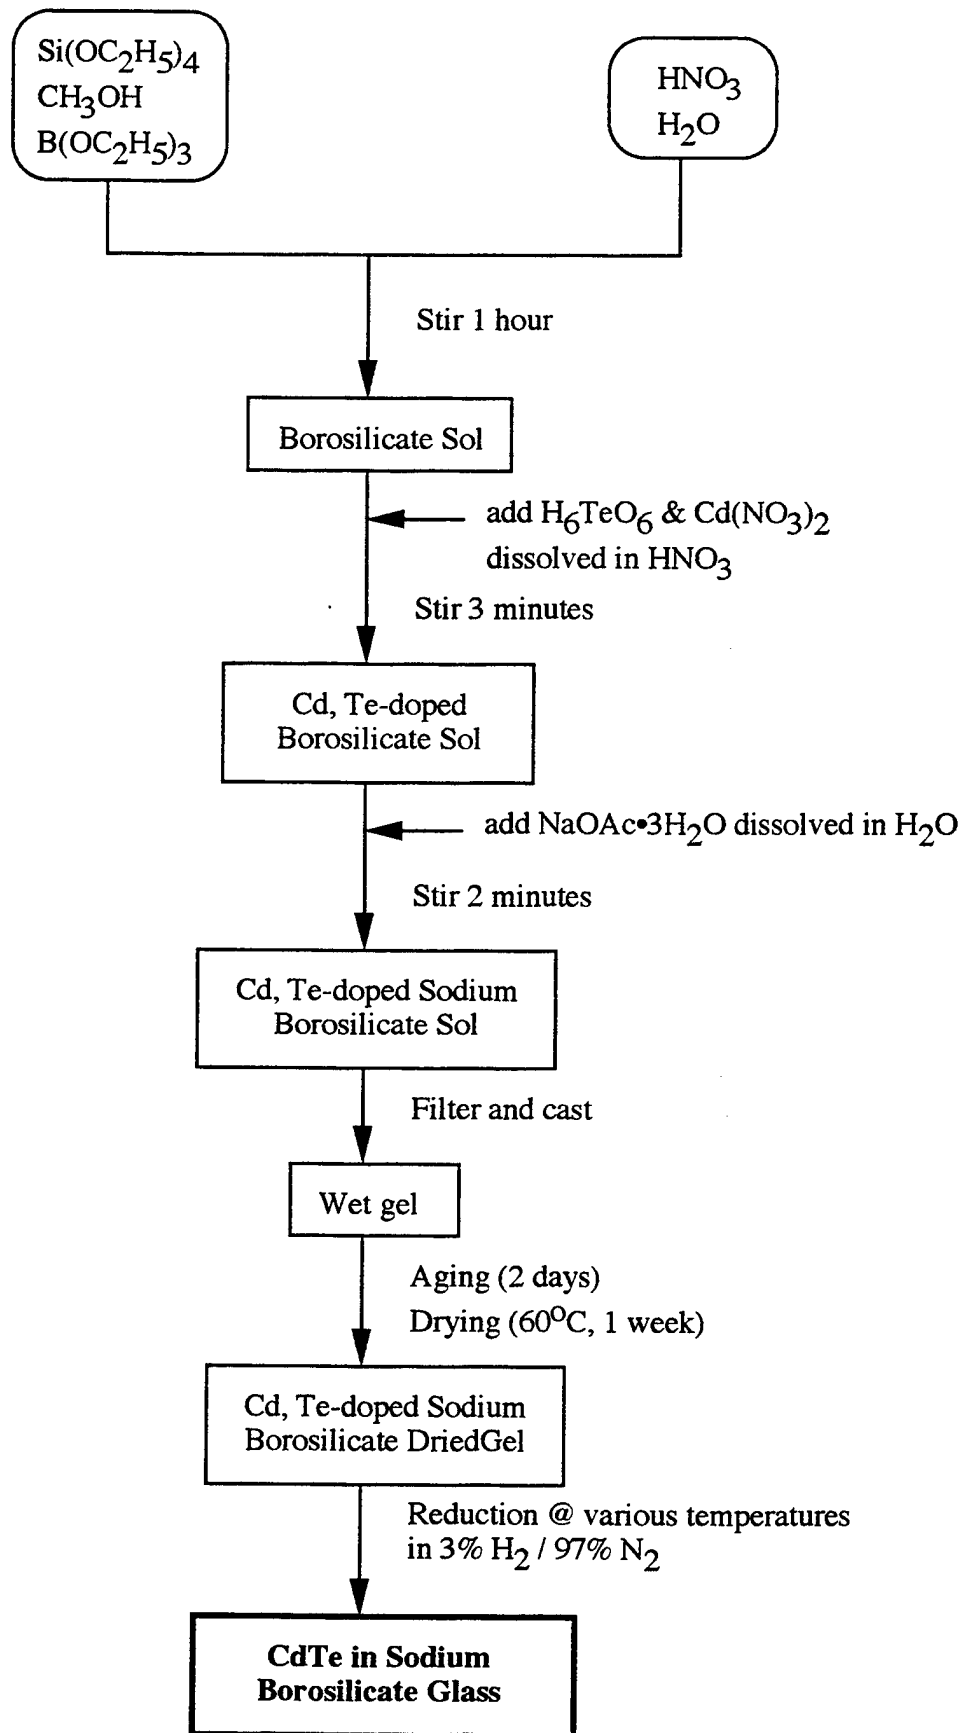 Si(OC2H5)4
CH3OH
B(OC2H5)3
HNO3
H2O
Stir 1 hour
Borosilicate Sol
add H6TeO6 & Cd(NO3)2
dissolved in HNO3
Stir 3 minutes
Cd, Te-doped
Borosilicate Sol
add NaOAc•3H2O dissolved in H2O
Stir 2 minutes
Cd, Te-doped Sodium
Borosilicate Sol
Filter and cast
Wet gel
Aging (2 days)
Drying (60°C, 1 week)
Cd, Te-doped Sodium
Borosilicate DriedGel
Reduction @ various temperatures
in 3% H2 / 97% N2
CdTe in Sodium
Borosilicate Glass